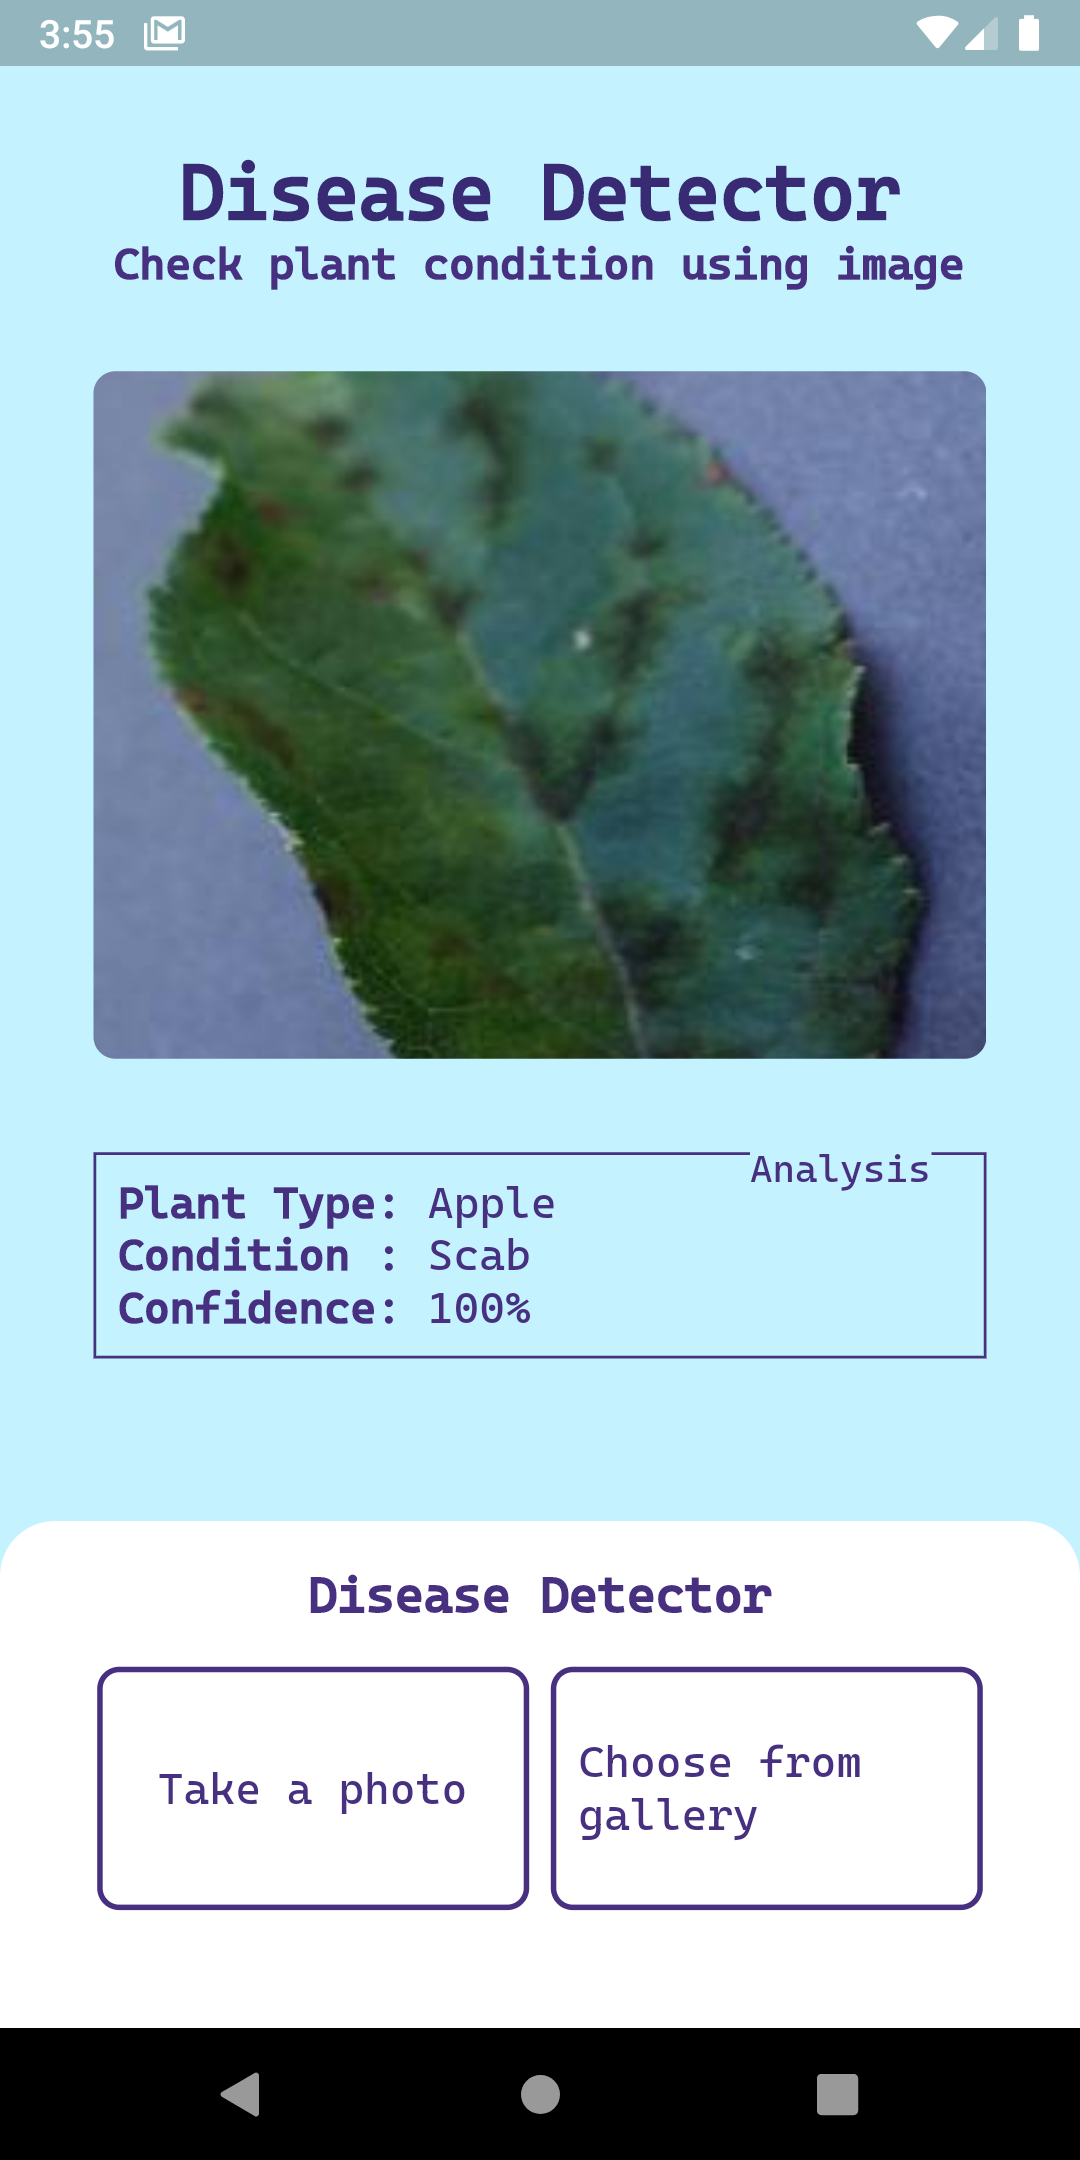 3:55
Disease Detector
Check plant condition using image
Analysis
Plant Type: Apple
Condition : Scab
Confidence: 100%
Disease Detector
Take a photo
Choose from
gallery